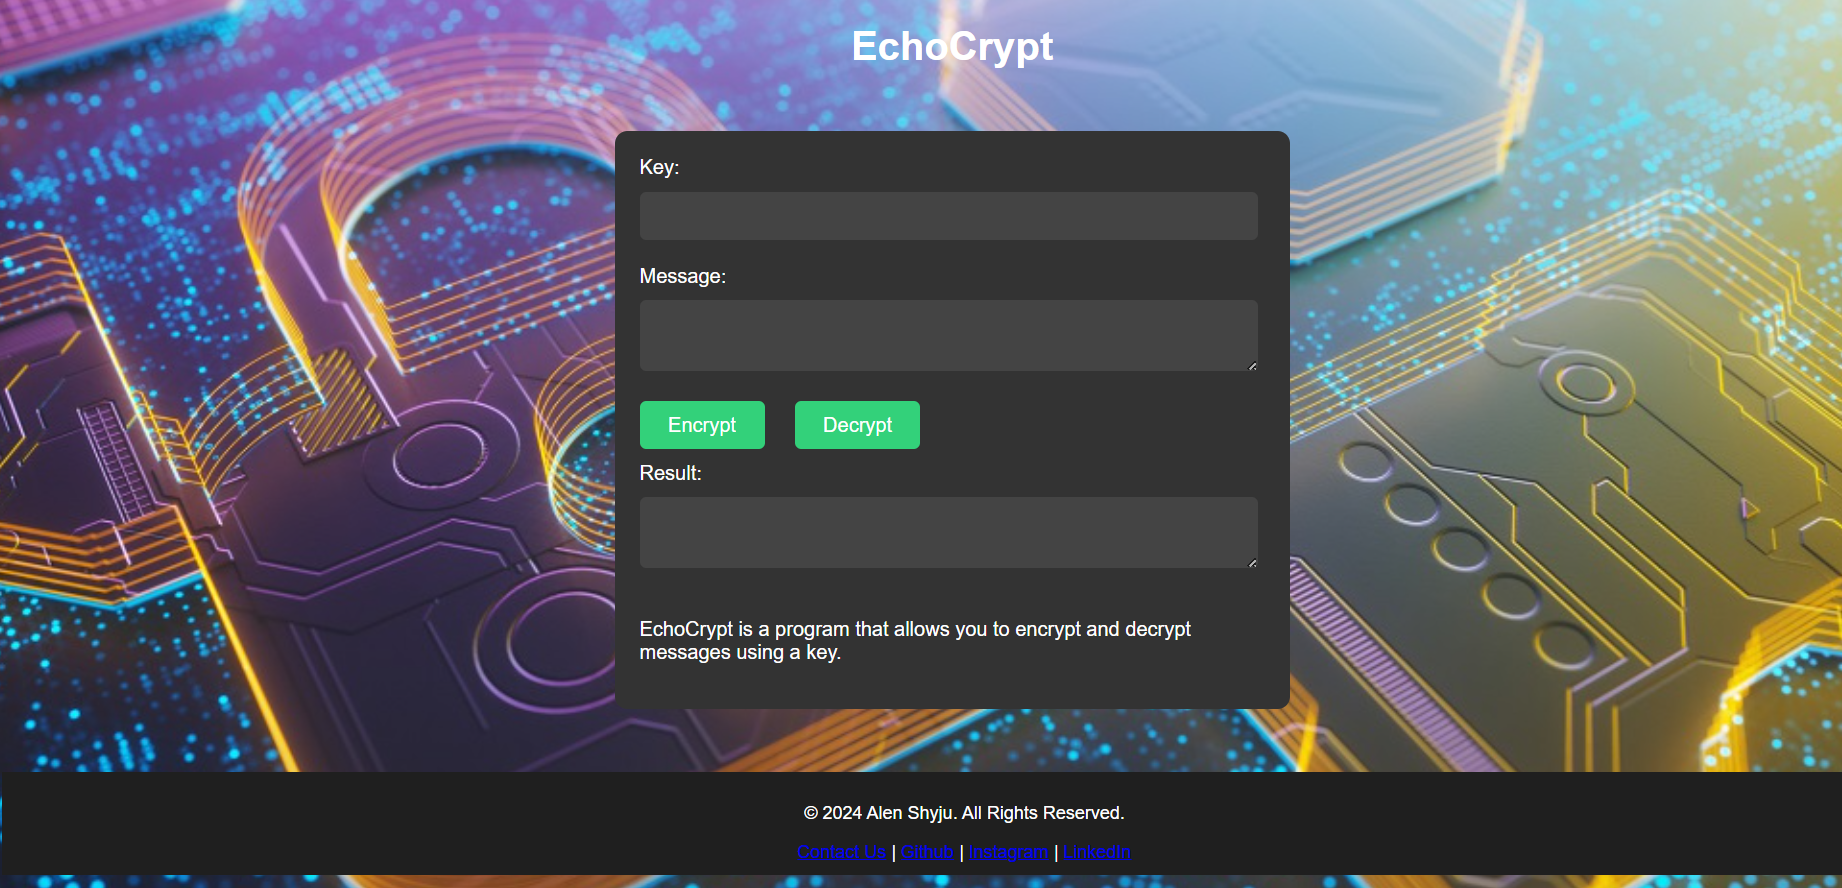 EchoCrypt
Key:
Message:
Encrypt Decrypt
Result:
EchoCrypt is a program that allows you to encrypt and decrypt
messages using a key.
© 2024 Alen Shyju. All Rights Reserved.
Contact Us | Github | Instagram | LinkedIn